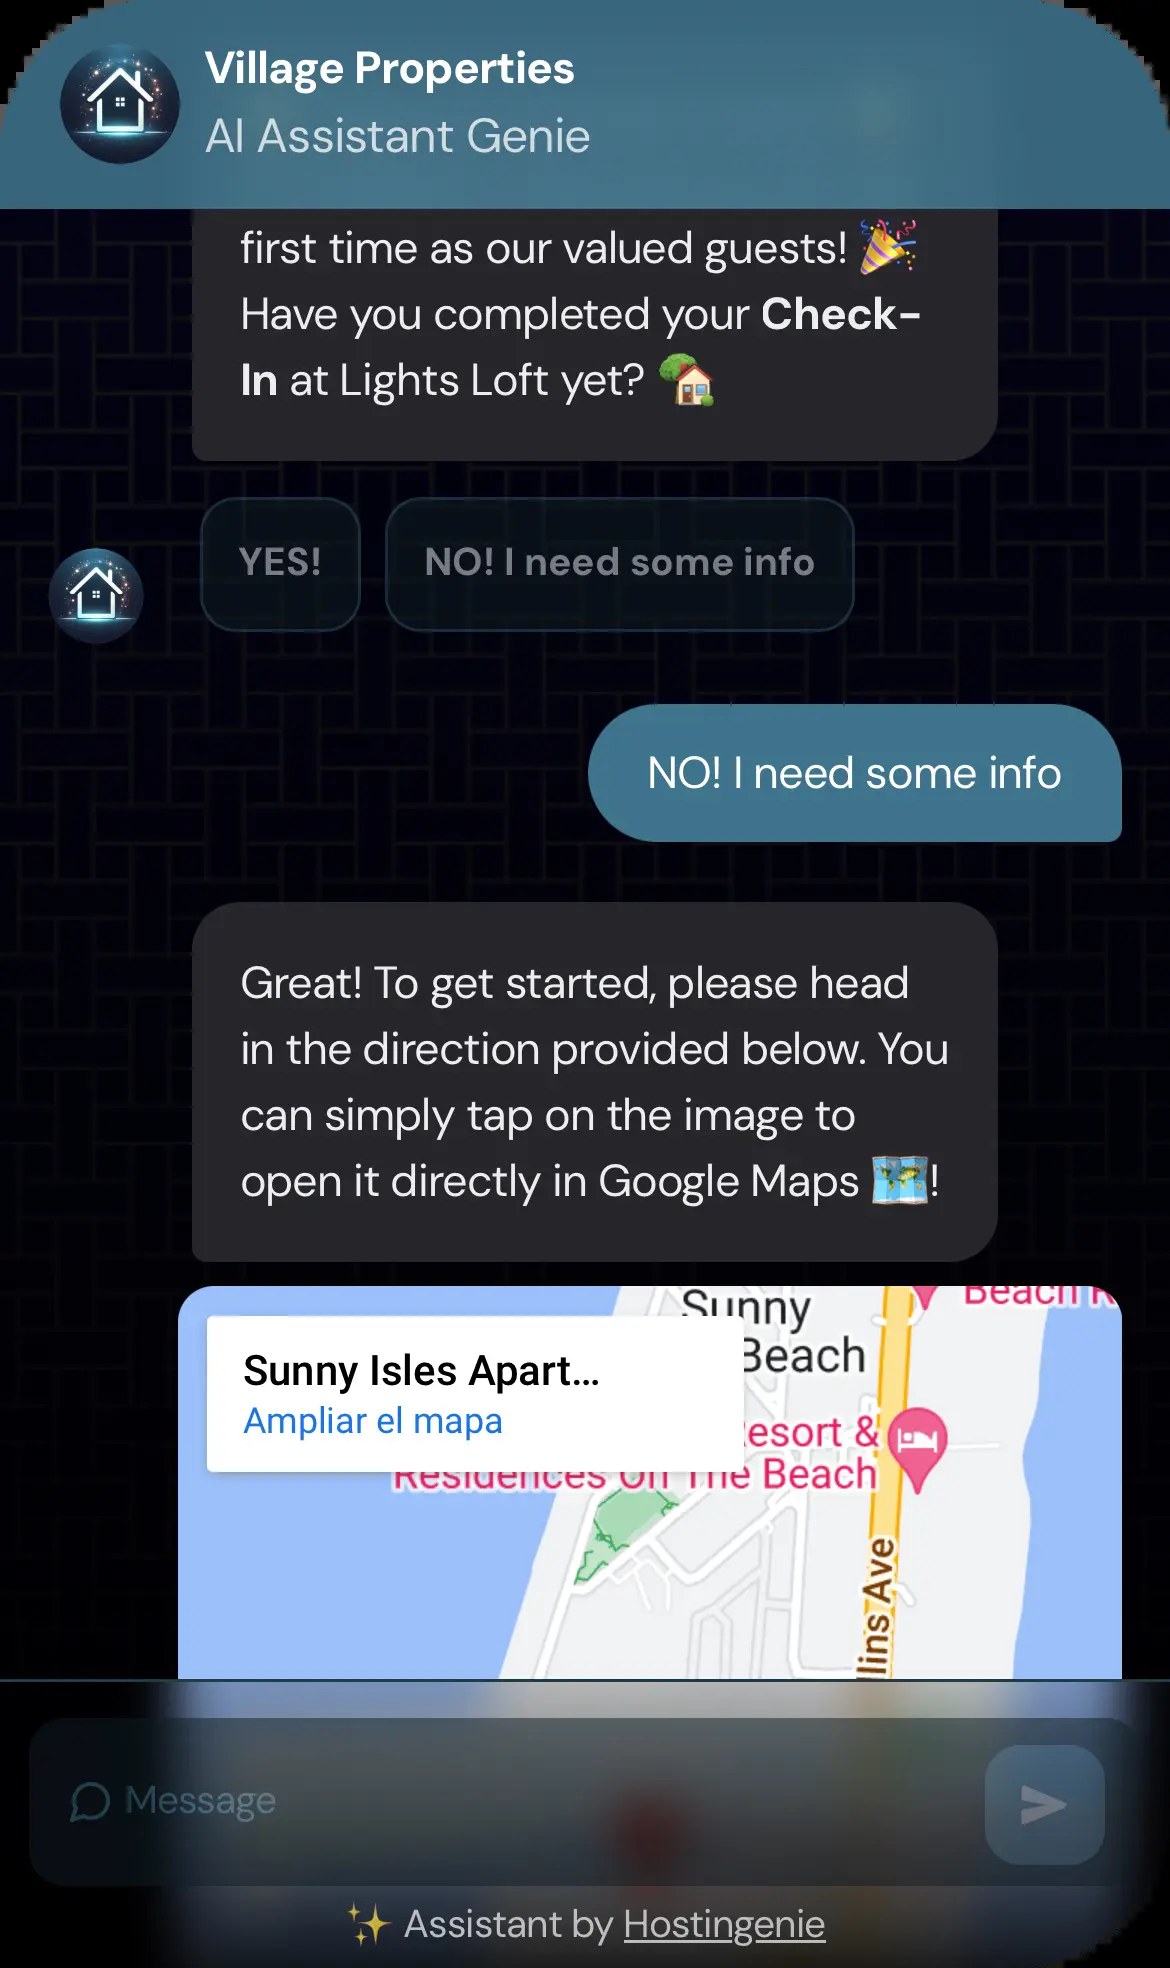 Village Properties
AI Assistant Genie
first time as our valued guests! 🎉
Have you completed your Check-
In at Lights Loft yet? 🏡
YES!
NO! I need some info
NO! I need some info
Great! To get started, please head
in the direction provided below. You
can simply tap on the image to
open it directly in Google Maps 🗺️!
Beach R
Sunny
Beach
Sunny Isles Apart...
Ampliar el mapa
esort &
Residences On The Beach
lins Ave
Message
✨ Assistant by Hostingenie